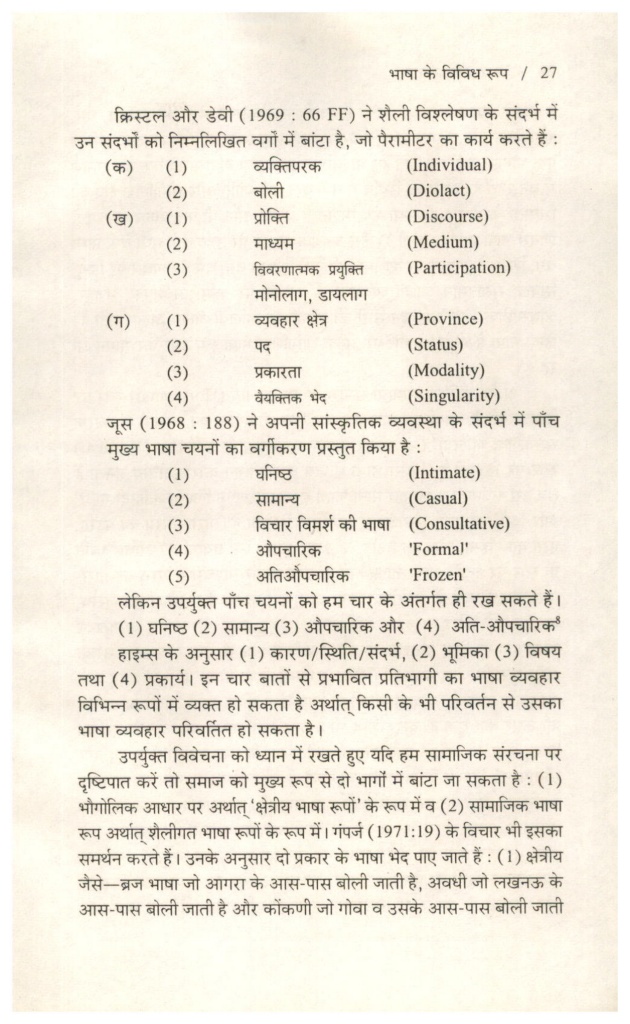 भाषा के विविध रूप / 27
क्रिस्टल और डेवी (1969 : 66 FF) ने शैली विश्लेषण के संदर्भ में
उन संदर्भों को निम्नलिखित वर्गों में बांटा है, जो पैरामीटर का कार्य करते हैं :
(क) (1) व्यक्तिपरक (Individual)
(2) बोली (Diolact)
(ख) (1) प्रोक्ति (Discourse)
(2) माध्यम (Medium)
(3) विवरणात्मक प्रयुक्ति (Participation)
मोनोलाग, डायलाग
(ग) (1) व्यवहार क्षेत्र (Province)
(2) पद (Status)
(3) प्रकारता (Modality)
(4) वैयक्तिक भेद (Singularity)
जूस (1968 : 188) ने अपनी सांस्कृतिक व्यवस्था के संदर्भ में पाँच
मुख्य भाषा चयनों का वर्गीकरण प्रस्तुत किया है :
(1) घनिष्ठ (Intimate)
(2) सामान्य (Casual)
(3) विचार विमर्श की भाषा (Consultative)
(4) औपचारिक 'Formal'
(5) अतिऔपचारिक 'Frozen'
लेकिन उपर्युक्त पाँच चयनों को हम चार के अंतर्गत ही रख सकते हैं।
(1) घनिष्ठ (2) सामान्य (3) औपचारिक और (4) अति-औपचारिक⁸
हाइम्स के अनुसार (1) कारण/स्थिति/संदर्भ, (2) भूमिका (3) विषय
तथा (4) प्रकार्य। इन चार बातों से प्रभावित प्रतिभागी का भाषा व्यवहार
विभिन्न रूपों में व्यक्त हो सकता है अर्थात् किसी के भी परिवर्तन से उसका
भाषा व्यवहार परिवर्तित हो सकता है।
उपर्युक्त विवेचना को ध्यान में रखते हुए यदि हम सामाजिक संरचना पर
दृष्टिपात करें तो समाज को मुख्य रूप से दो भागों में बांटा जा सकता है : (1)
भौगोलिक आधार पर अर्थात् 'क्षेत्रीय भाषा रूपों' के रूप में व (2) सामाजिक भाषा
रूप अर्थात् शैलीगत भाषा रूपों के रूप में। गंपर्ज (1971:19) के विचार भी इसका
समर्थन करते हैं। उनके अनुसार दो प्रकार के भाषा भेद पाए जाते हैं : (1) क्षेत्रीय
जैसे—ब्रज भाषा जो आगरा के आस-पास बोली जाती है, अवधी जो लखनऊ के
आस-पास बोली जाती है और कोंकणी जो गोवा व उसके आस-पास बोली जाती